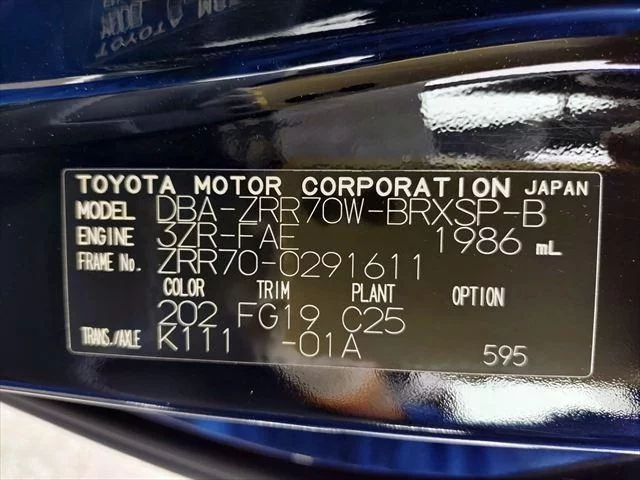 TOYOTA MOTOR CORPORATION JAPAN
MODEL DBA-ZRR70W-BRXSP-B
ENGINE 3ZR-FAE 1986 mL
FRAME No. ZRR70-0291611
COLOR TRIM PLANT OPTION
202 FG19 C25
TRANS./AXLE K111 -01A 595